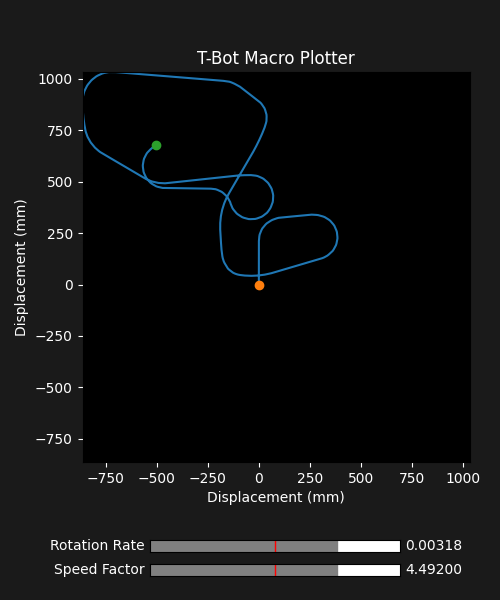 T-Bot Macro Plotter
1000
750
500
250
0
−250
−500
−750
Displacement (mm)
−750 −500 −250 0 250 500 750 1000
Displacement (mm)
Rotation Rate 0.00318
Speed Factor 4.49200